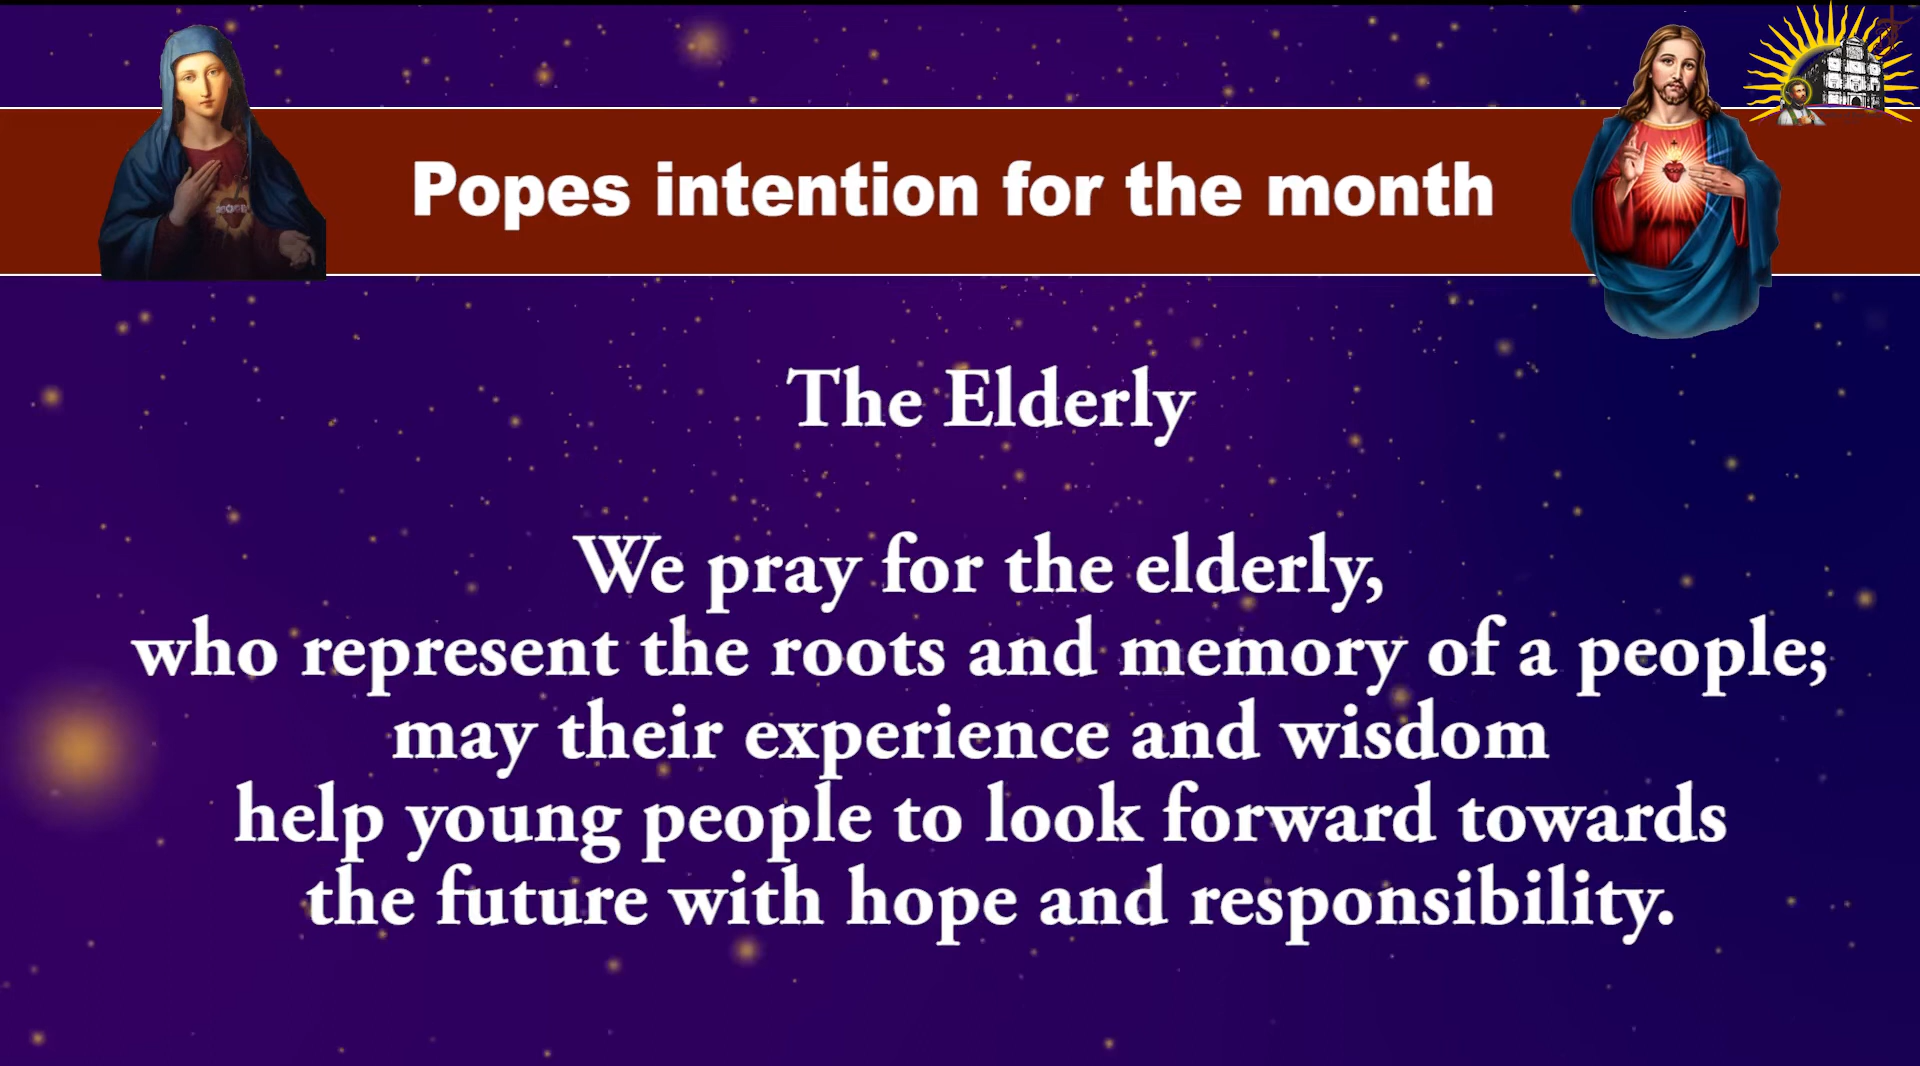 Popes intention for the month
The Elderly
We pray for the elderly,
who represent the roots and memory of a people;
may their experience and wisdom
help young people to look forward towards
the future with hope and responsibility.